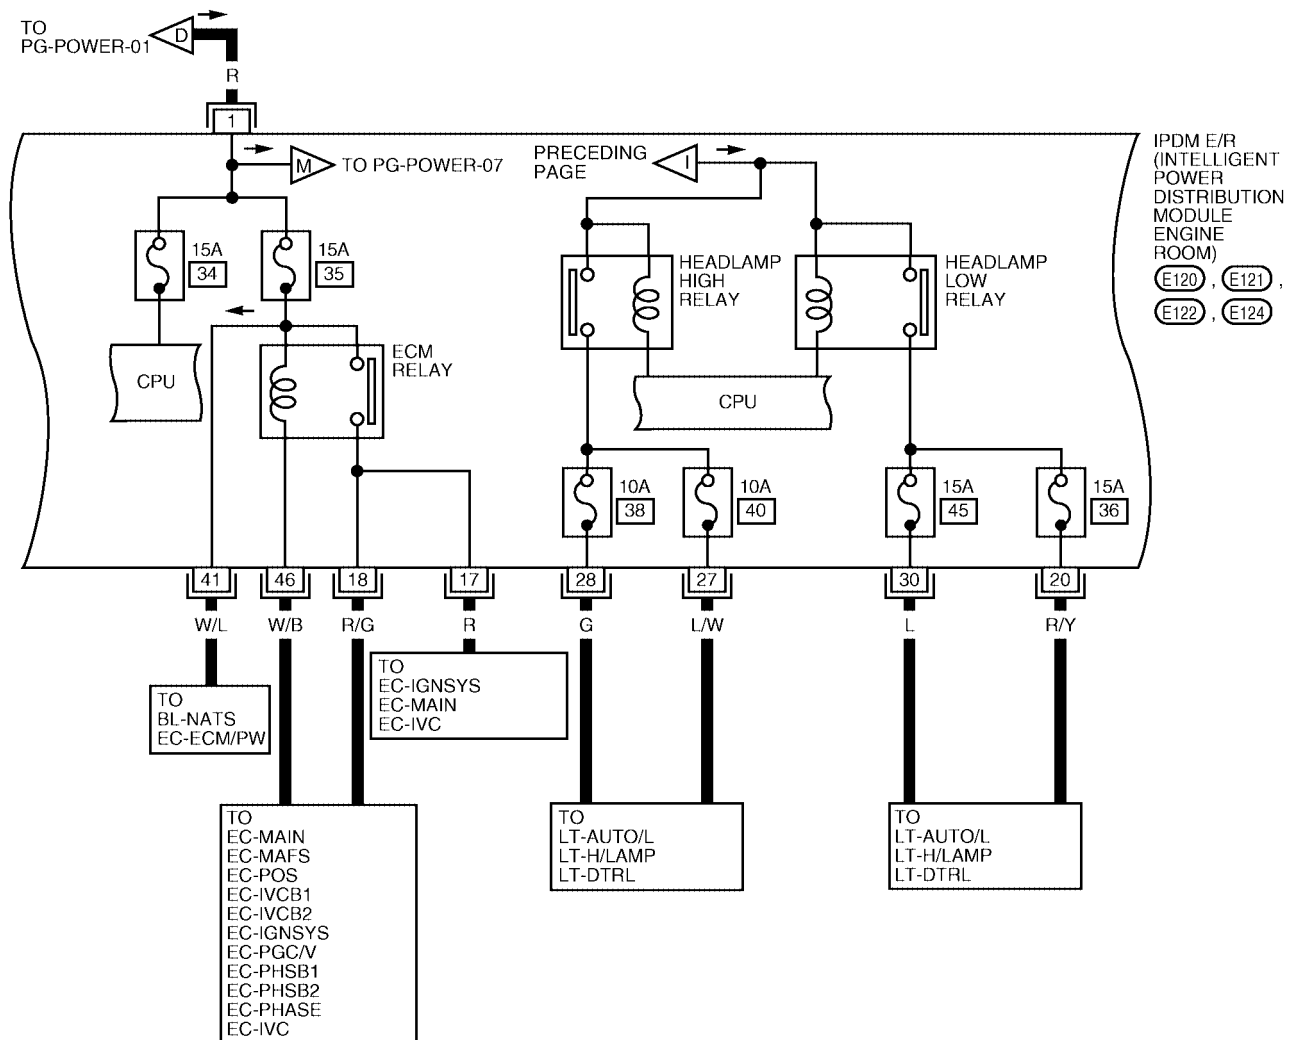 TO
PG-POWER-01
D
R
1
M
TO PG-POWER-07
PRECEDING
PAGE
I
IPDM E/R
(INTELLIGENT
POWER
DISTRIBUTION
MODULE
ENGINE
ROOM)
E120 , E121 ,
E122 , E124
15A
34
15A
35
HEADLAMP
HIGH
RELAY
HEADLAMP
LOW
RELAY
CPU
ECM
RELAY
CPU
10A
38
10A
40
15A
45
15A
36
41
46
18
17
28
27
30
20
W/L
W/B
R/G
R
G
L/W
L
R/Y
TO
BL-NATS
EC-ECM/PW
TO
EC-IGNSYS
EC-MAIN
EC-IVC
TO
EC-MAIN
EC-MAFS
EC-POS
EC-IVCB1
EC-IVCB2
EC-IGNSYS
EC-PGC/V
EC-PHSB1
EC-PHSB2
EC-PHASE
EC-IVC
TO
LT-AUTO/L
LT-H/LAMP
LT-DTRL
TO
LT-AUTO/L
LT-H/LAMP
LT-DTRL